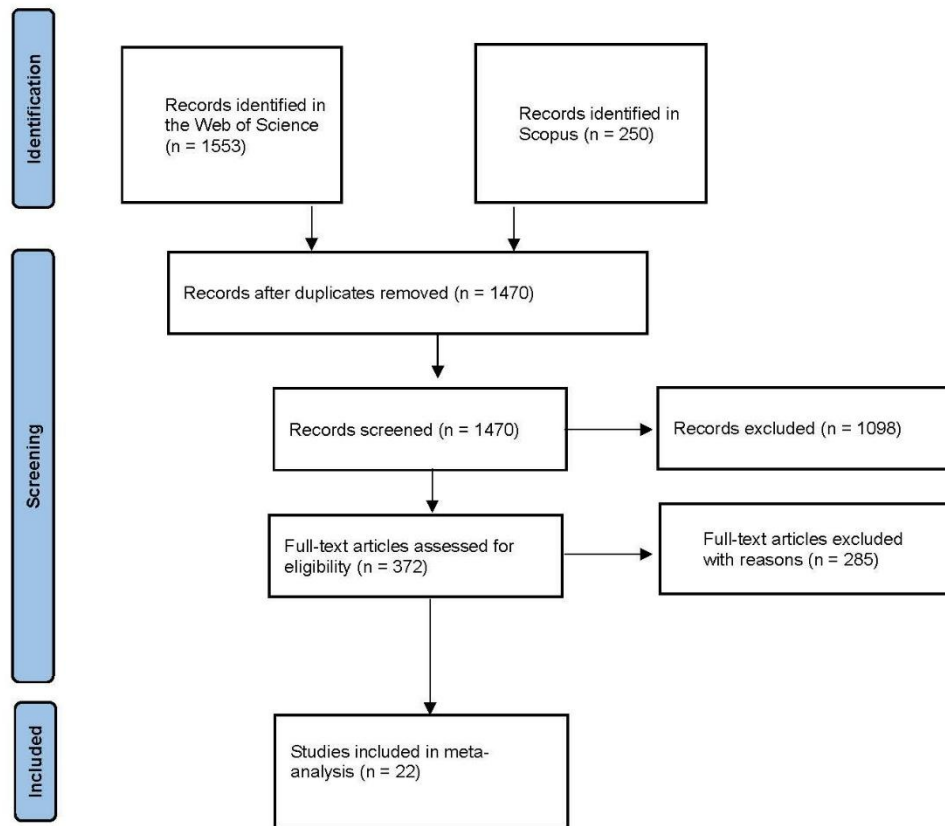 Identification
Records identified in
the Web of Science
(n = 1553)
Records identified in
Scopus (n = 250)
Screening
Records after duplicates removed (n = 1470)
Records screened (n = 1470)
Records excluded (n = 1098)
Full-text articles assessed for
eligibility (n = 372)
Full-text articles excluded
with reasons (n = 285)
Included
Studies included in meta-
analysis (n = 22)